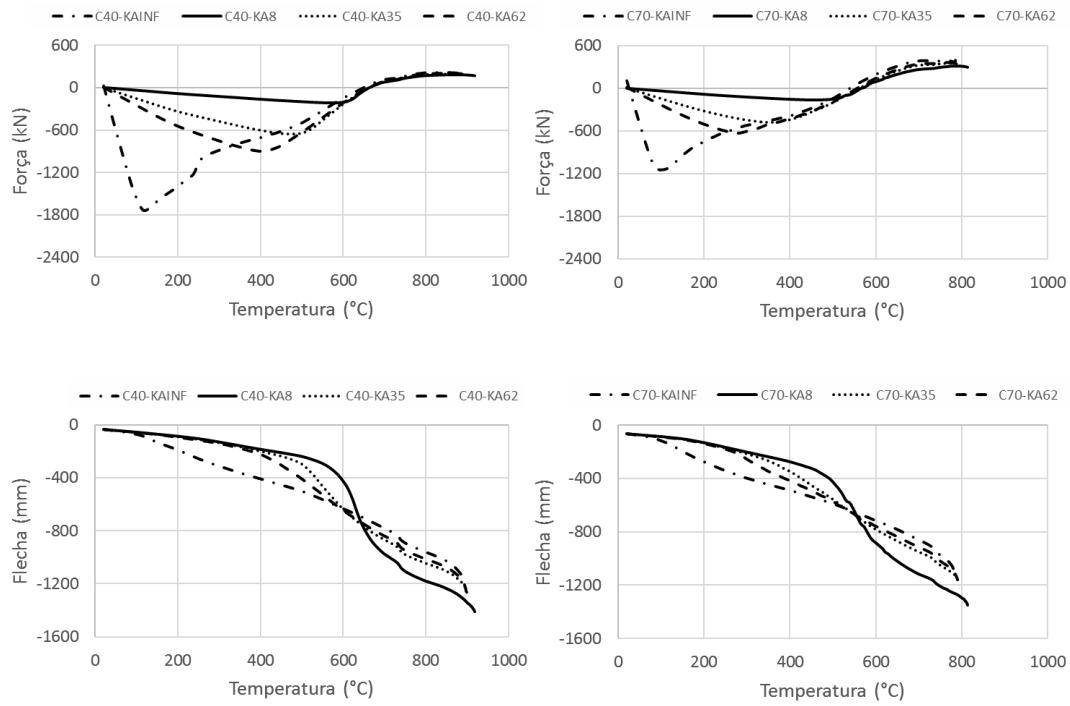 C40-KAINF C40-KA8 C40-KA35 C40-KA62
600
0
-600
-1200
-1800
-2400
Força (kN)
0 200 400 600 800 1000
Temperatura (°C)
C70-KAINF C70-KA8 C70-KA35 C70-KA62
600
0
-600
-1200
-1800
-2400
Força (kN)
0 200 400 600 800 1000
Temperatura (°C)
C40-KAINF C40-KA8 C40-KA35 C40-KA62
0
-400
-800
-1200
-1600
Flecha (mm)
0 200 400 600 800 1000
Temperatura (°C)
C70-KAINF C70-KA8 C70-KA35 C70-KA62
0
-400
-800
-1200
-1600
Flecha (mm)
0 200 400 600 800 1000
Temperatura (°C)